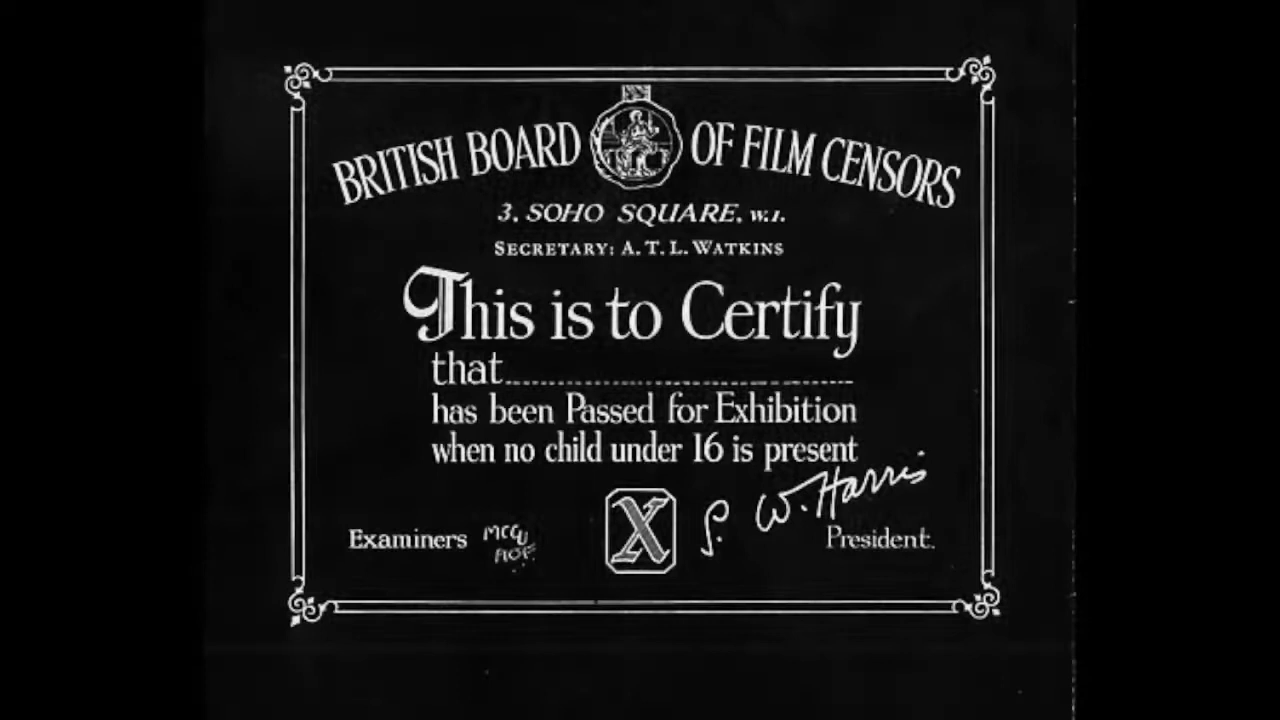 BRITISH BOARD OF FILM CENSORS
3, SOHO SQUARE, W.1.
SECRETARY: A. T. L. WATKINS
This is to Certify
that
has been Passed for Exhibition
when no child under 16 is present
S. W. Harris
Examiners
X
President.